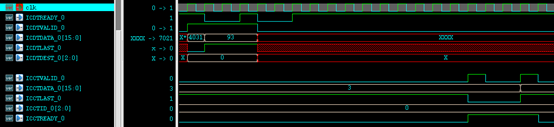 clk 0 -> 1
ICDTREADY_0 1
ICDTVALID_0 0 -> 1
ICDTDATA_0[15:0] XXXX -> 7021 X* 4031 93 XXXX
ICDTLAST_0 x -> 0
ICDTDEST_0[2:0] X -> 0 X 0 X
ICCTVALID_0 0
ICCTDATA_0[15:0] 3 3
ICCTLAST_0 1
ICCTID_0[2:0] 0 0
ICCTREADY_0 0